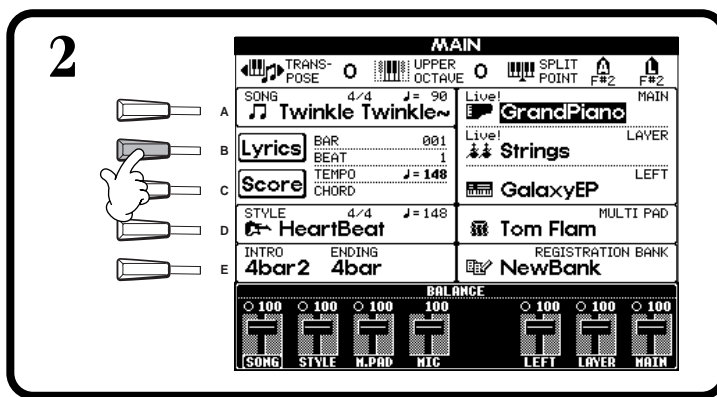 2
MAIN
TRANS-POSE 0 UPPER OCTAVE 0 SPLIT POINT A F#2 L F#2
A
SONG 4/4 ♩= 90
Twinkle Twinkle~
Live! MAIN
GrandPiano
B
Lyrics
BAR 001
BEAT 1
Live! LAYER
Strings
C
Score
TEMPO ♩=148
CHORD
LEFT
GalaxyEP
D
STYLE 4/4 ♩=148
HeartBeat
MULTI PAD
Tom Flam
E
INTRO ENDING
4bar2 4bar
REGISTRATION BANK
NewBank
BALANCE
100 100 100 100 100 100 100
SONG STYLE M.PAD MIC LEFT LAYER MAIN